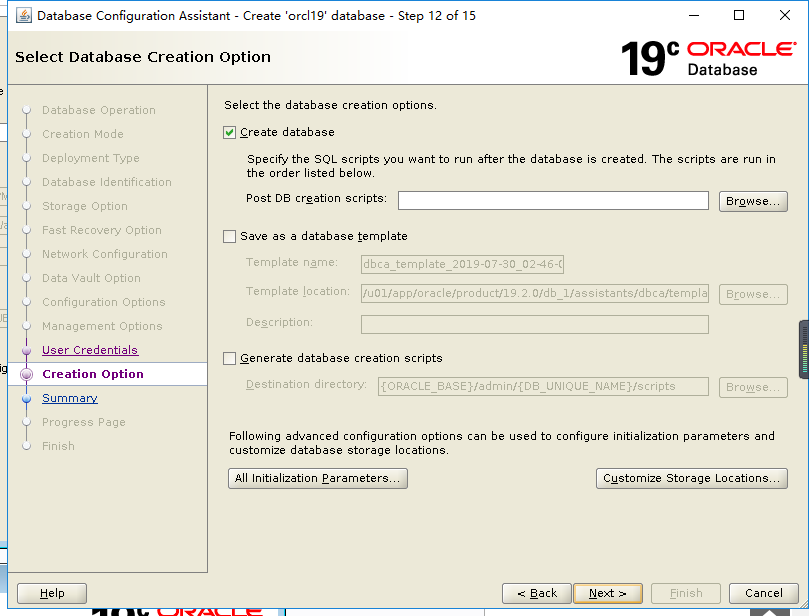 Database Configuration Assistant - Create 'orcl19' database - Step 12 of 15
Select Database Creation Option
19c ORACLE
Database
Database Operation
Creation Mode
Deployment Type
Database Identification
Storage Option
Fast Recovery Option
Network Configuration
Data Vault Option
Configuration Options
Management Options
User Credentials
Creation Option
Summary
Progress Page
Finish
Select the database creation options.
Create database
Specify the SQL scripts you want to run after the database is created. The scripts are run in
the order listed below.
Post DB creation scripts:
Browse...
Save as a database template
Template name: dbca_template_2019-07-30_02-46-0
Template location: /u01/app/oracle/product/19.2.0/db_1/assistants/dbca/templa Browse...
Description:
Generate database creation scripts
Destination directory: {ORACLE_BASE}/admin/{DB_UNIQUE_NAME}/scripts Browse...
Following advanced configuration options can be used to configure initialization parameters and
customize database storage locations.
All Initialization Parameters... Customize Storage Locations...
Help < Back Next > Finish Cancel